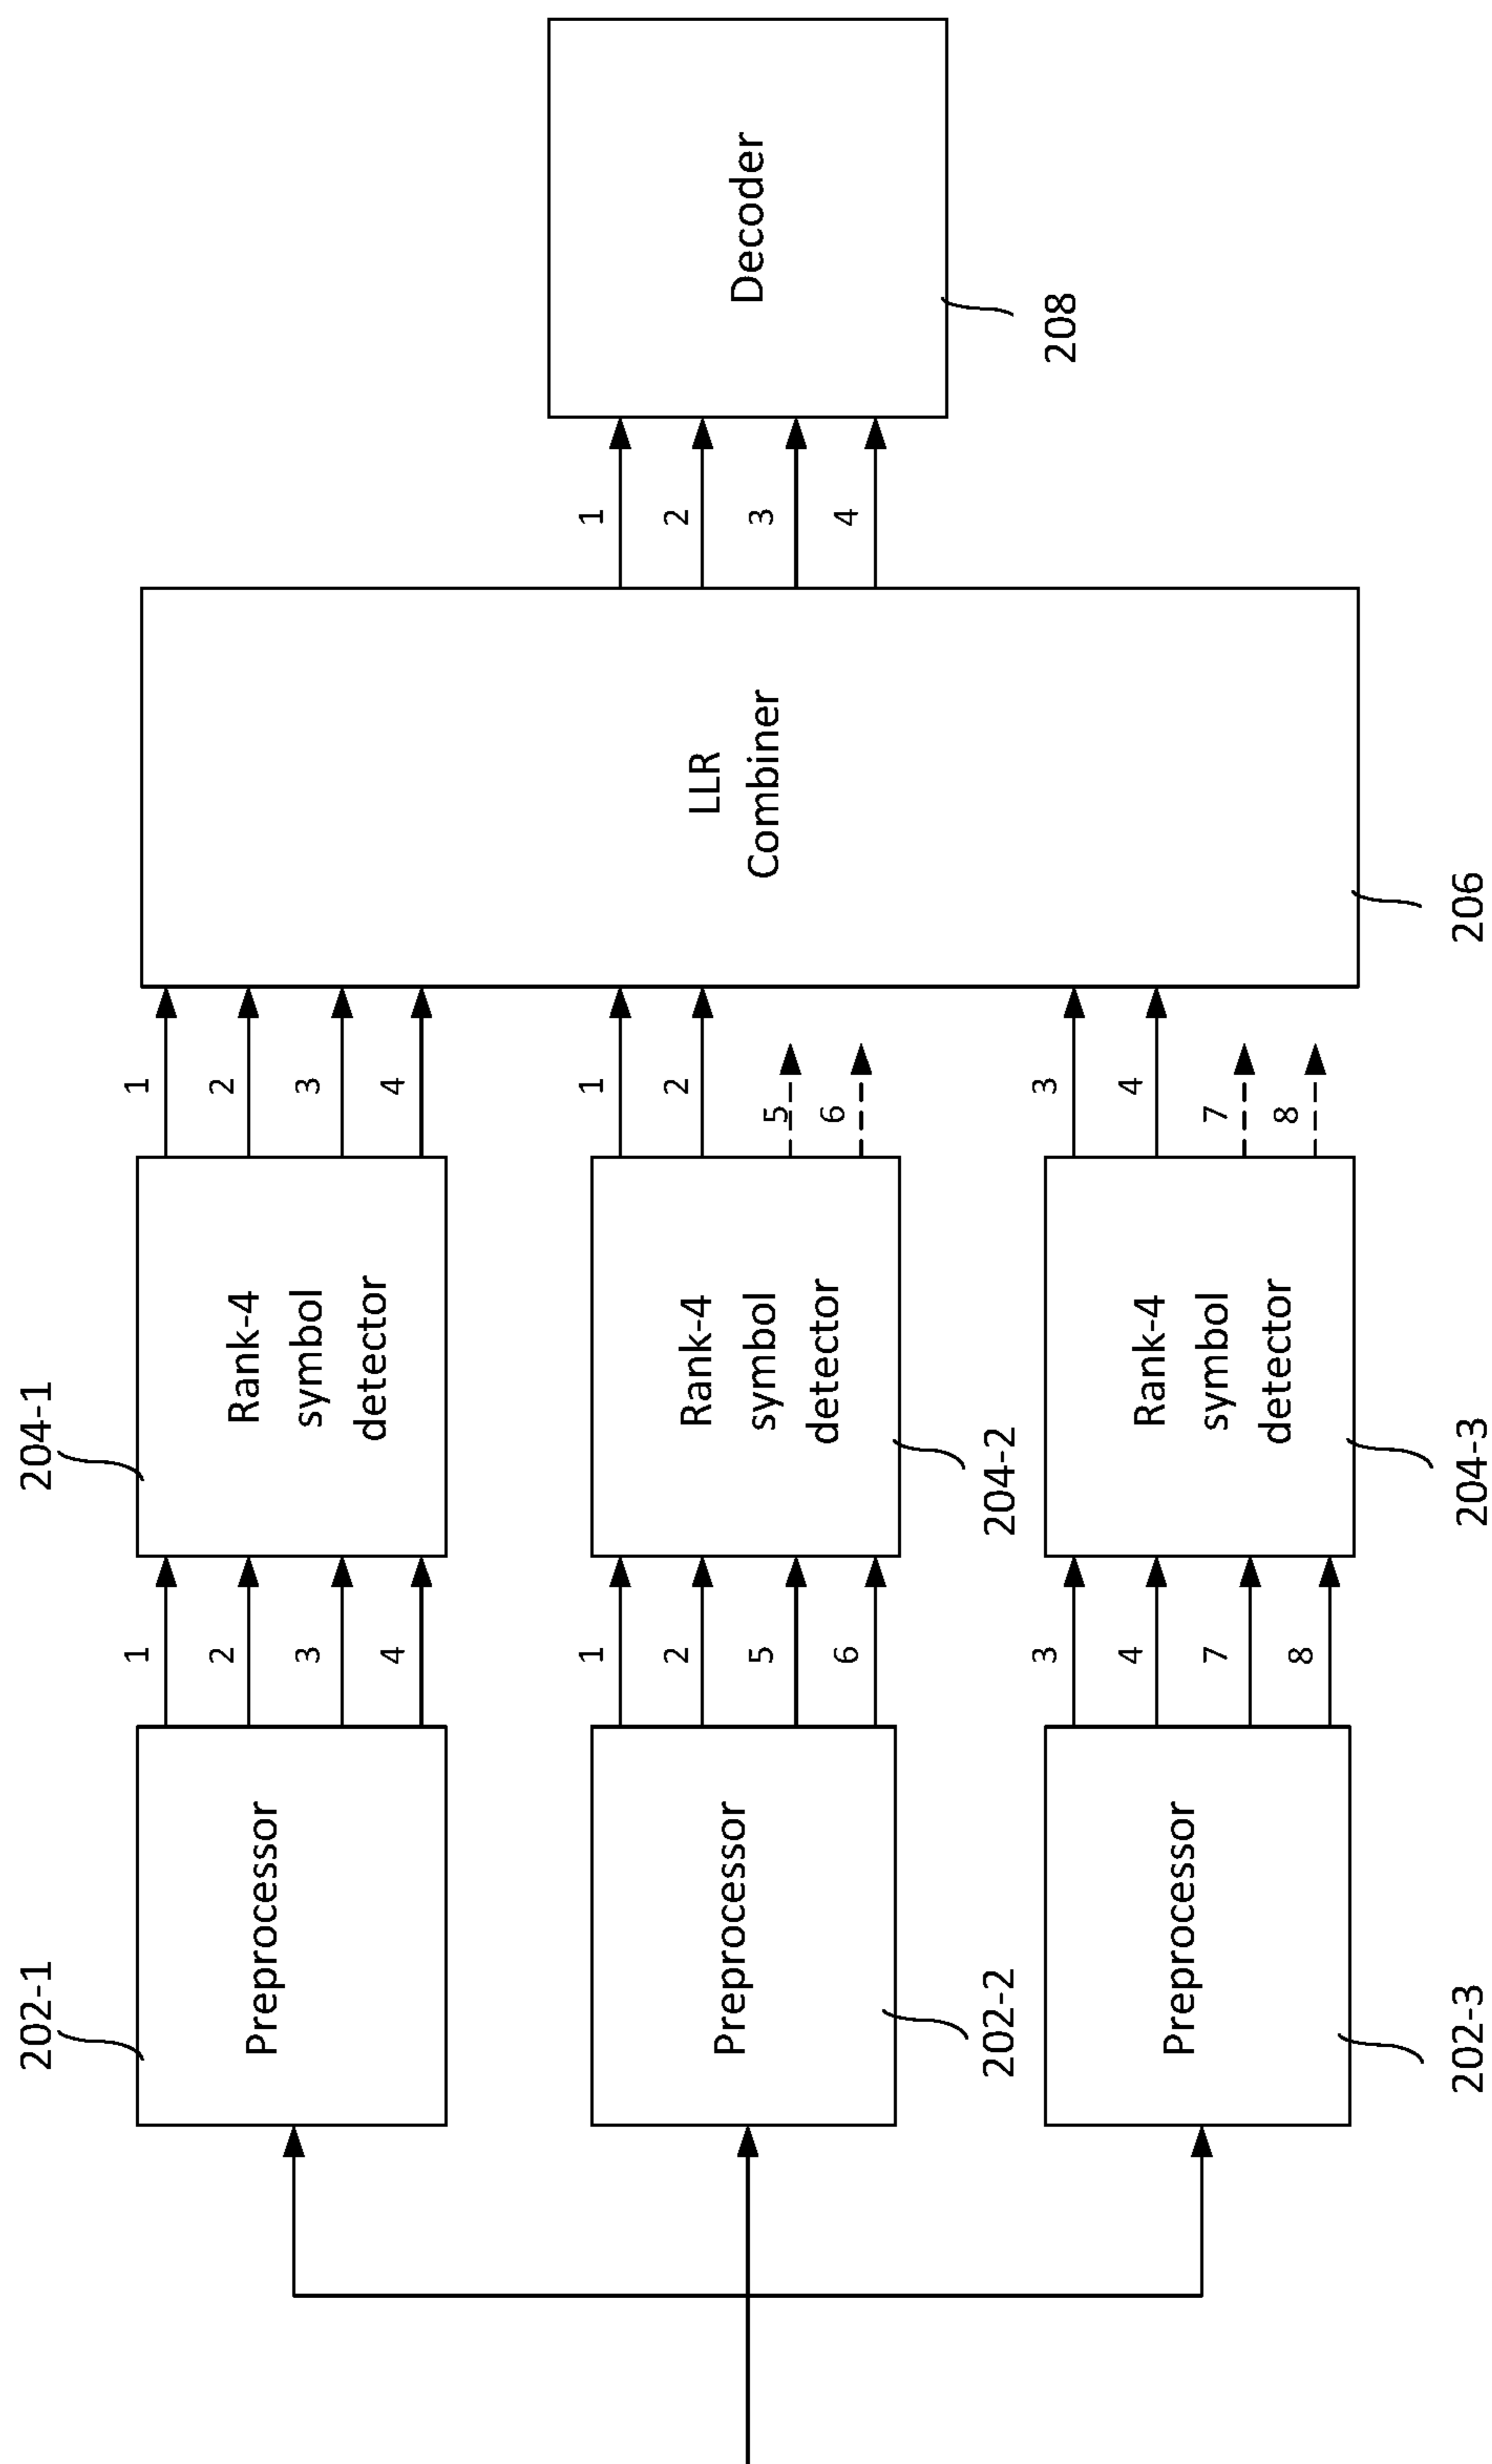 202-1
Preprocessor
1
2
3
4
204-1
Rank-4
symbol
detector
1
2
3
4
202-2
Preprocessor
1
2
5
6
204-2
Rank-4
symbol
detector
1
2
5
6
202-3
Preprocessor
3
4
7
8
204-3
Rank-4
symbol
detector
3
4
7
8
LLR
Combiner
206
1
2
3
4
Decoder
208